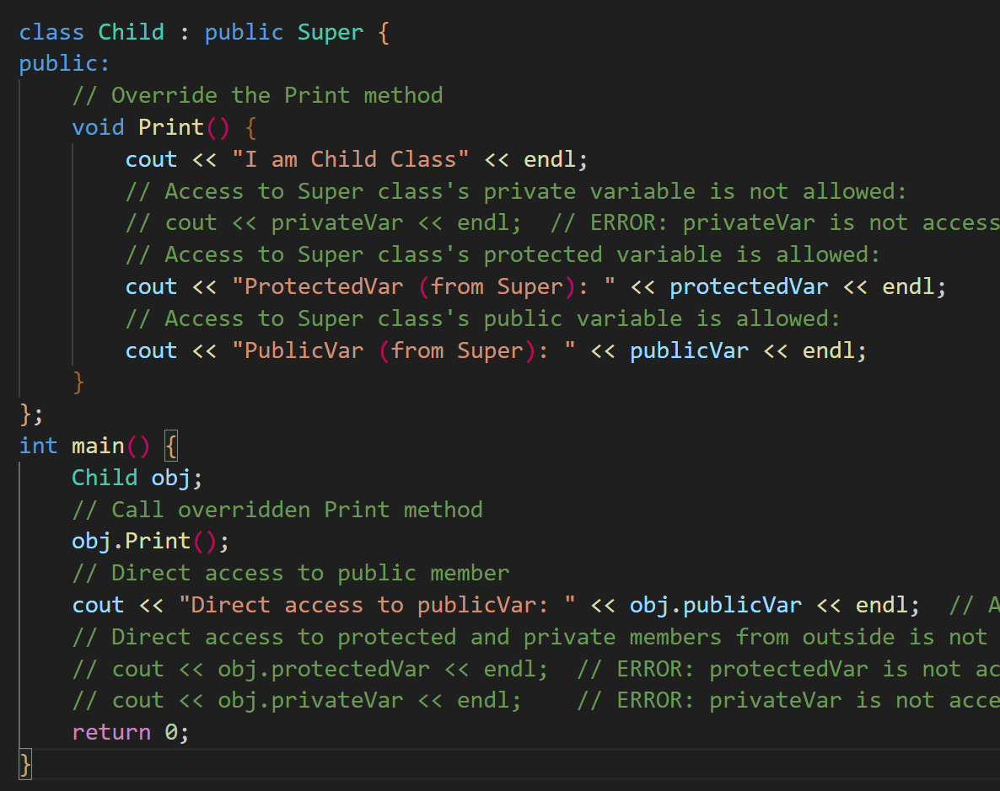 class Child : public Super {
public:
    // Override the Print method
    void Print() {
        cout << "I am Child Class" << endl;
        // Access to Super class's private variable is not allowed:
        // cout << privateVar << endl;  // ERROR: privateVar is not access
        // Access to Super class's protected variable is allowed:
        cout << "ProtectedVar (from Super): " << protectedVar << endl;
        // Access to Super class's public variable is allowed:
        cout << "PublicVar (from Super): " << publicVar << endl;
    }
};
int main() {
    Child obj;
    // Call overridden Print method
    obj.Print();
    // Direct access to public member
    cout << "Direct access to publicVar: " << obj.publicVar << endl;  // A
    // Direct access to protected and private members from outside is not
    // cout << obj.protectedVar << endl;  // ERROR: protectedVar is not ac
    // cout << obj.privateVar << endl;    // ERROR: privateVar is not acce
    return 0;
}